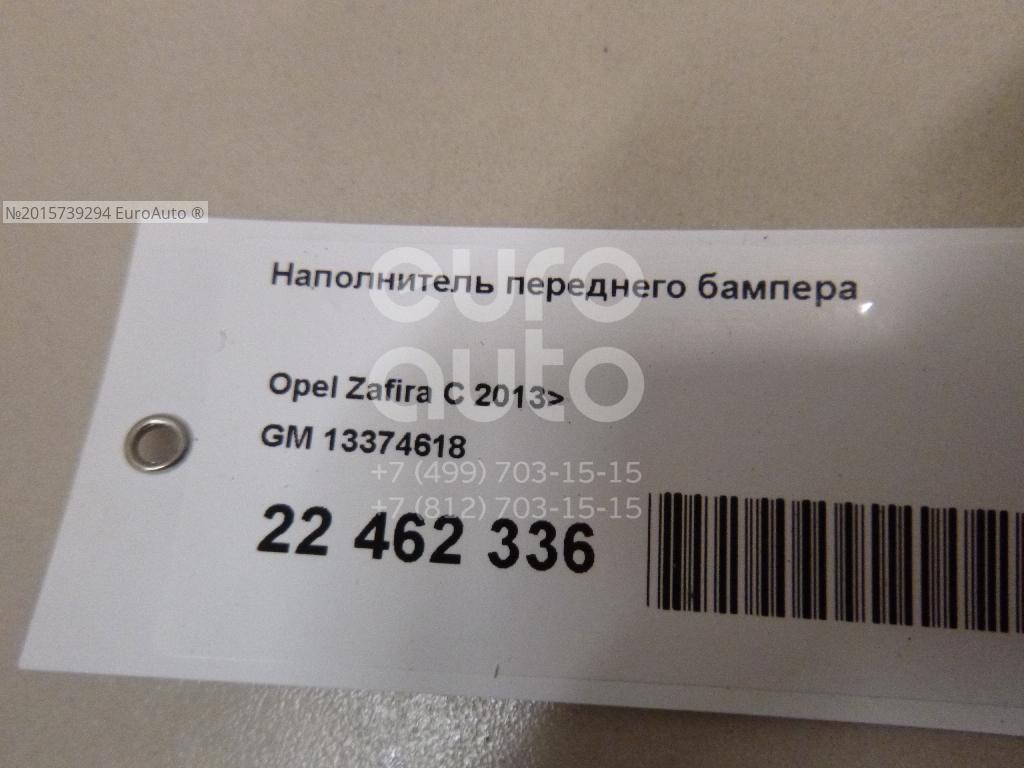 №2015739294 EuroAuto ®
Наполнитель переднего бампера
euro
auto
Opel Zafira C 2013>
GM 13374618
+7 (499) 703-15-15
+7 (812) 703-15-15
22 462 336